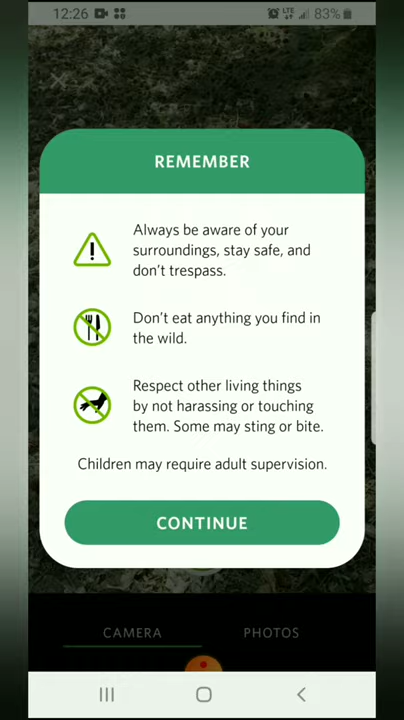 12:26
LTE
83%
REMEMBER
Always be aware of your
surroundings, stay safe, and
don't trespass.
Don't eat anything you find in
the wild.
Respect other living things
by not harassing or touching
them. Some may sting or bite.
Children may require adult supervision.
CONTINUE
CAMERA
PHOTOS